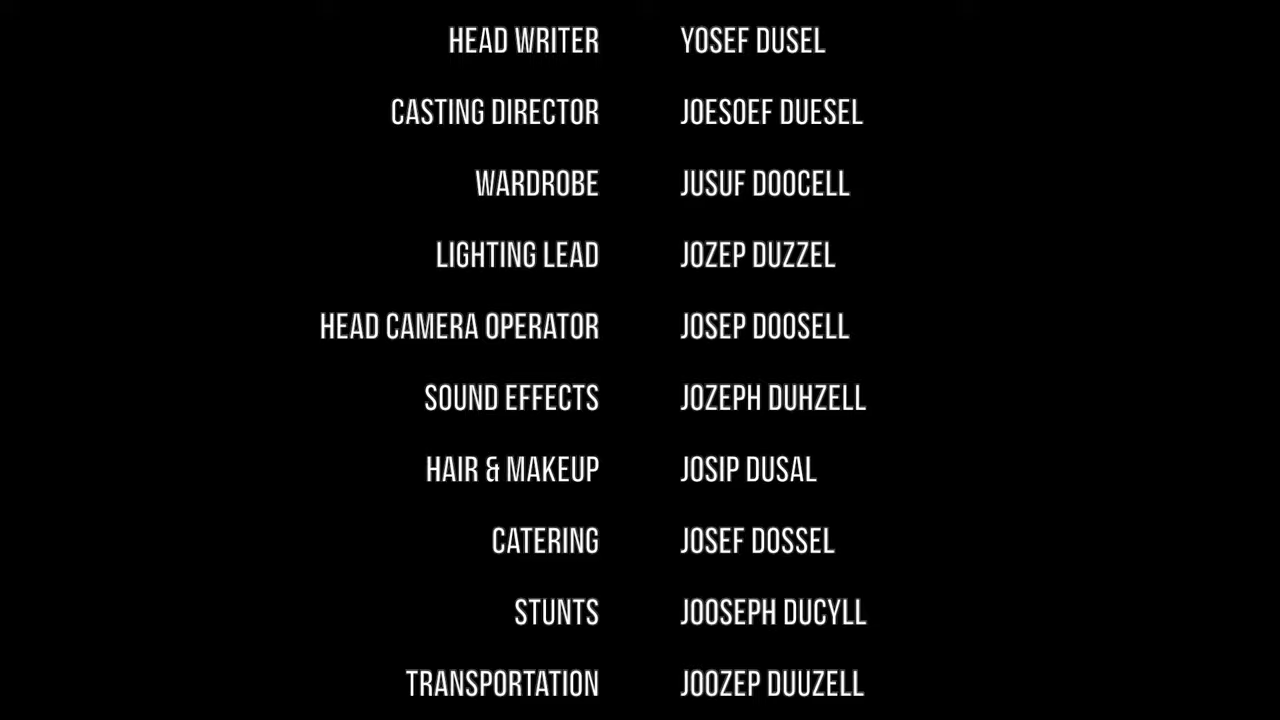 HEAD WRITER YOSEF DUSEL
CASTING DIRECTOR JOESOEF DUESEL
WARDROBE JUSUF DOOCELL
LIGHTING LEAD JOZEP DUZZEL
HEAD CAMERA OPERATOR JOSEP DOOSELL
SOUND EFFECTS JOZEPH DUHZELL
HAIR & MAKEUP JOSIP DUSAL
CATERING JOSEF DOSSEL
STUNTS JOOSEPH DUCYLL
TRANSPORTATION JOOZEP DUUZELL